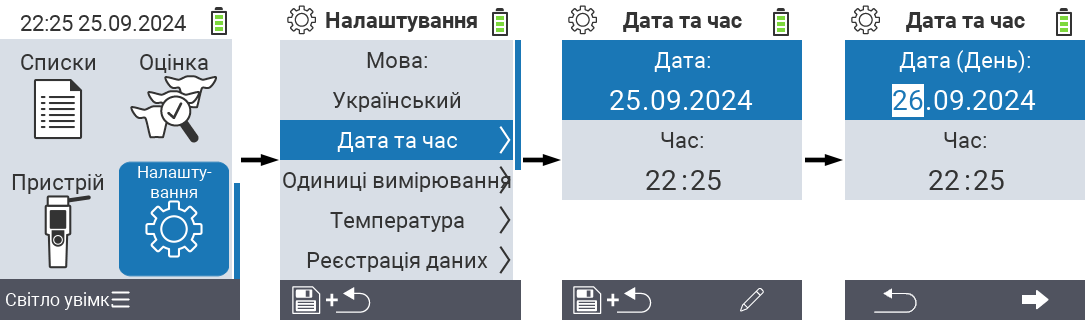 22:25 25.09.2024
Списки
Оцінка
Пристрій
Налашту-
вання
Світло увімк.
Налаштування
Мова:
Український
Дата та час
Одиниці вимірювання
Температура
Реєстрація даних
Дата та час
Дата:
25.09.2024
Час:
22:25
Дата та час
Дата (День):
26.09.2024
Час:
22:25